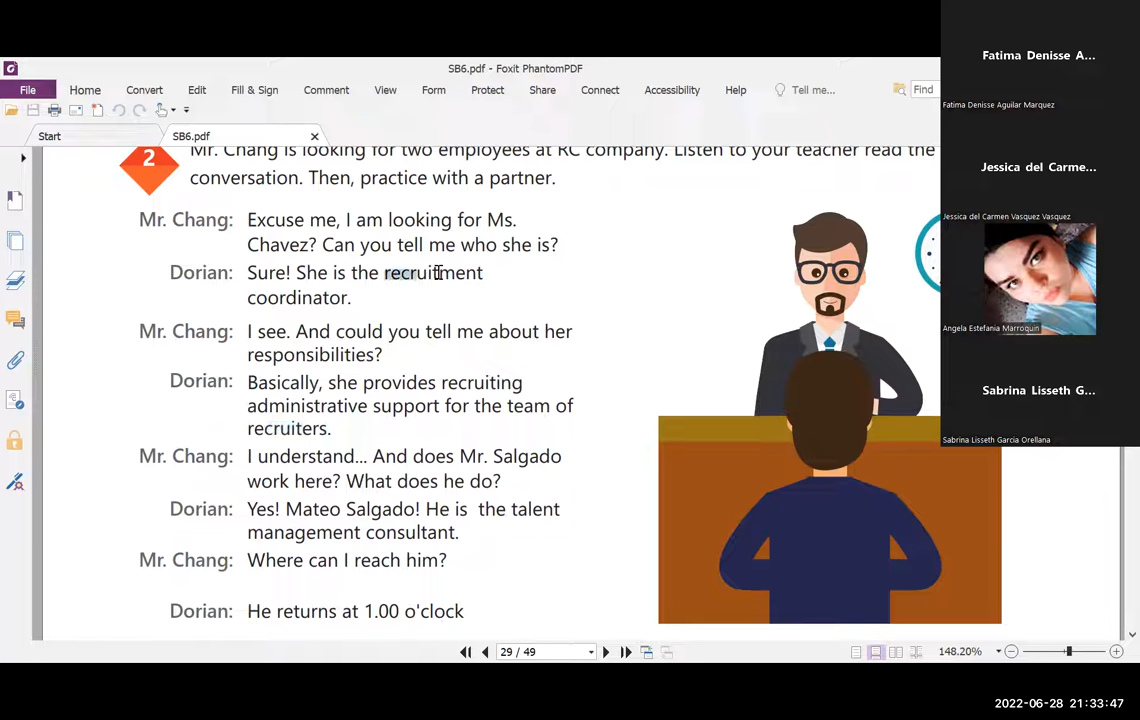 SB6.pdf - Foxit PhantomPDF
File Home Convert Edit Fill & Sign Comment View Form Protect Share Connect Accessibility Help Tell me... Find
Start SB6.pdf
2
Mr. Chang is looking for two employees at RC company. Listen to your teacher read the
conversation. Then, practice with a partner.
Mr. Chang: Excuse me, I am looking for Ms.
Chavez? Can you tell me who she is?
Dorian: Sure! She is the recruitment
coordinator.
Mr. Chang: I see. And could you tell me about her
responsibilities?
Dorian: Basically, she provides recruiting
administrative support for the team of
recruiters.
Mr. Chang: I understand... And does Mr. Salgado
work here? What does he do?
Dorian: Yes! Mateo Salgado! He is the talent
management consultant.
Mr. Chang: Where can I reach him?
Dorian: He returns at 1.00 o'clock
29 / 49
148.20%
Fatima Denisse A...
Fatima Denisse Aguilar Marquez
Jessica del Carme...
Jessica del Carmen Vasquez Vasquez
Angela Estefania Marroquin
Sabrina Lisseth G...
Sabrina Lisseth Garcia Orellana
2022-06-28 21:33:47